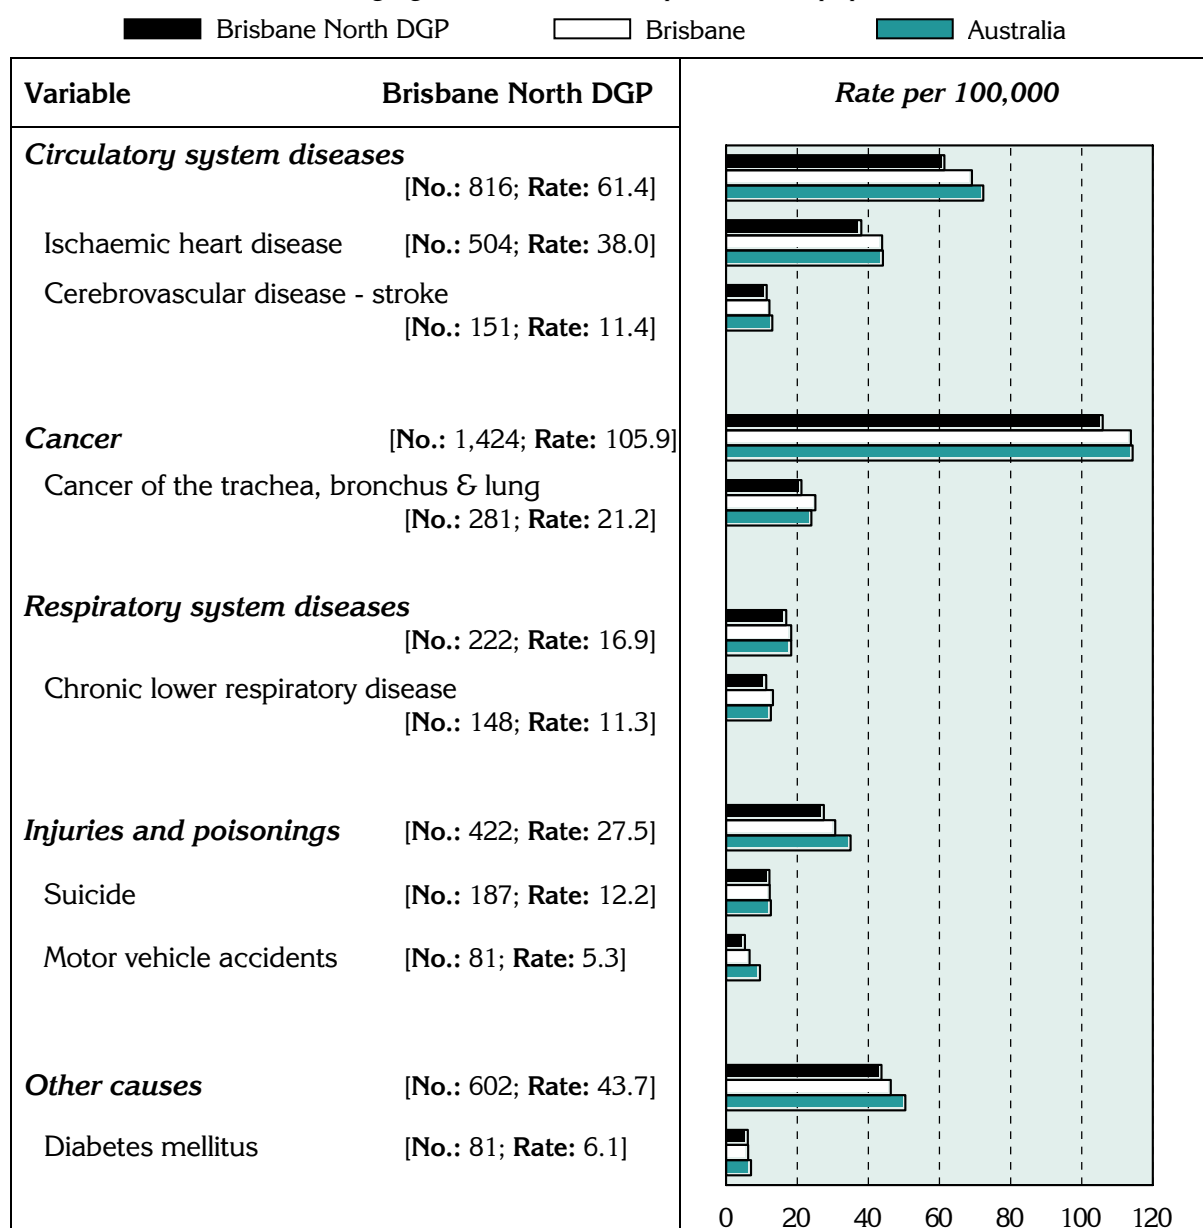 Brisbane North DGP Brisbane Australia
Variable Brisbane North DGP Rate per 100,000
Circulatory system diseases
[No.: 816; Rate: 61.4]
Ischaemic heart disease [No.: 504; Rate: 38.0]
Cerebrovascular disease - stroke
[No.: 151; Rate: 11.4]
Cancer [No.: 1,424; Rate: 105.9]
Cancer of the trachea, bronchus & lung
[No.: 281; Rate: 21.2]
Respiratory system diseases
[No.: 222; Rate: 16.9]
Chronic lower respiratory disease
[No.: 148; Rate: 11.3]
Injuries and poisonings [No.: 422; Rate: 27.5]
Suicide [No.: 187; Rate: 12.2]
Motor vehicle accidents [No.: 81; Rate: 5.3]
Other causes [No.: 602; Rate: 43.7]
Diabetes mellitus [No.: 81; Rate: 6.1]
0 20 40 60 80 100 120